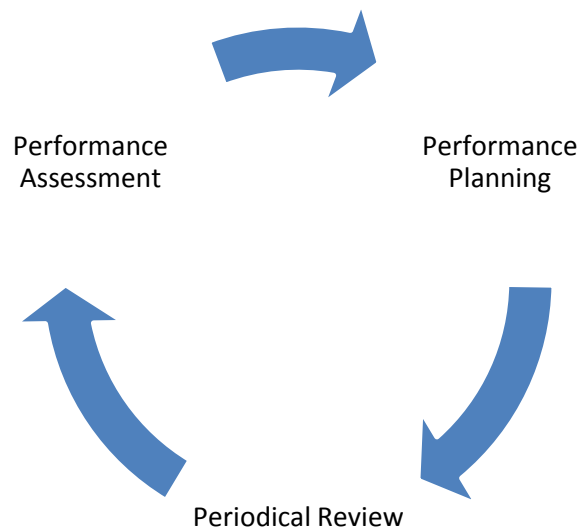 Performance
Assessment
Performance
Planning
Periodical Review